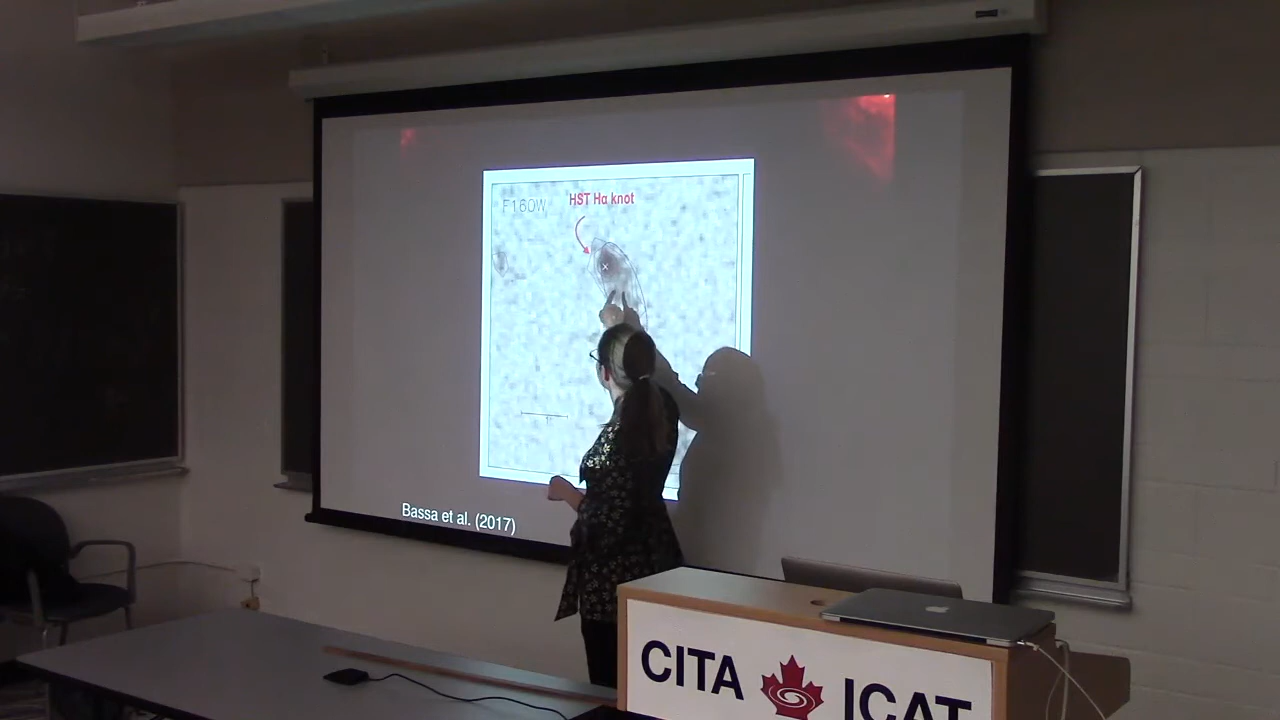 F160W
HST Hα knot
Bassa et al. (2017)
CITA ICAT